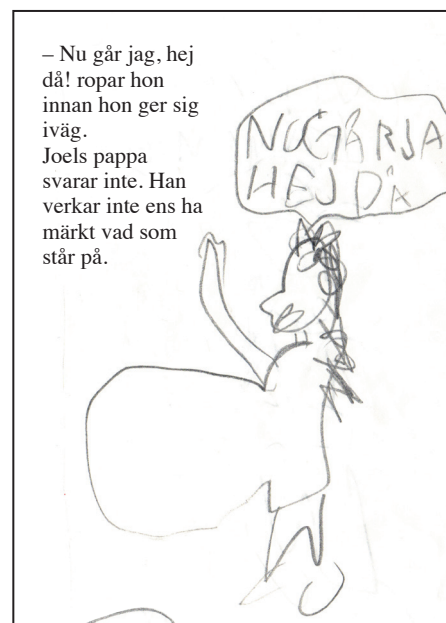 – Nu går jag, hej
då! ropar hon
innan hon ger sig
iväg.
Joels pappa
svarar inte. Han
verkar inte ens ha
märkt vad som
står på.
NUGÅRJA
HEJ DÅ